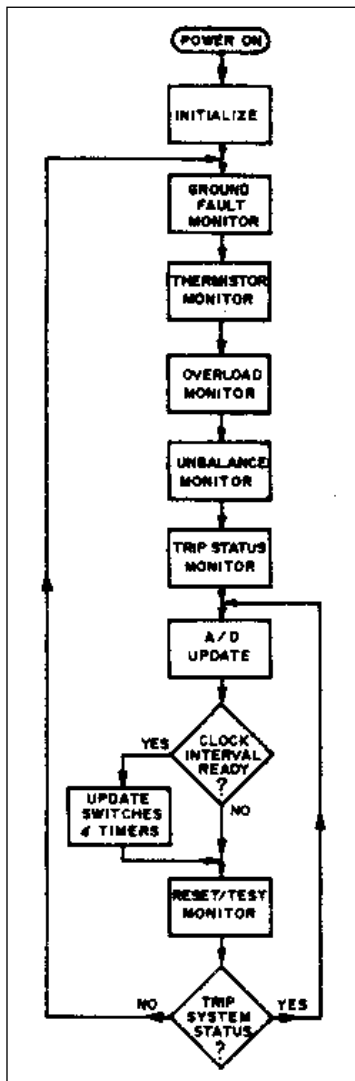 POWER ON
INITIALIZE
GROUND
FAULT
MONITOR
THERMISTOR
MONITOR
OVERLOAD
MONITOR
UNBALANCE
MONITOR
TRIP STATUS
MONITOR
A/D
UPDATE
CLOCK
INTERVAL
READY
?
YES
NO
UPDATE
SWITCHES
& TIMERS
RESET/TEST
MONITOR
TRIP
SYSTEM
STATUS
?
NO
YES